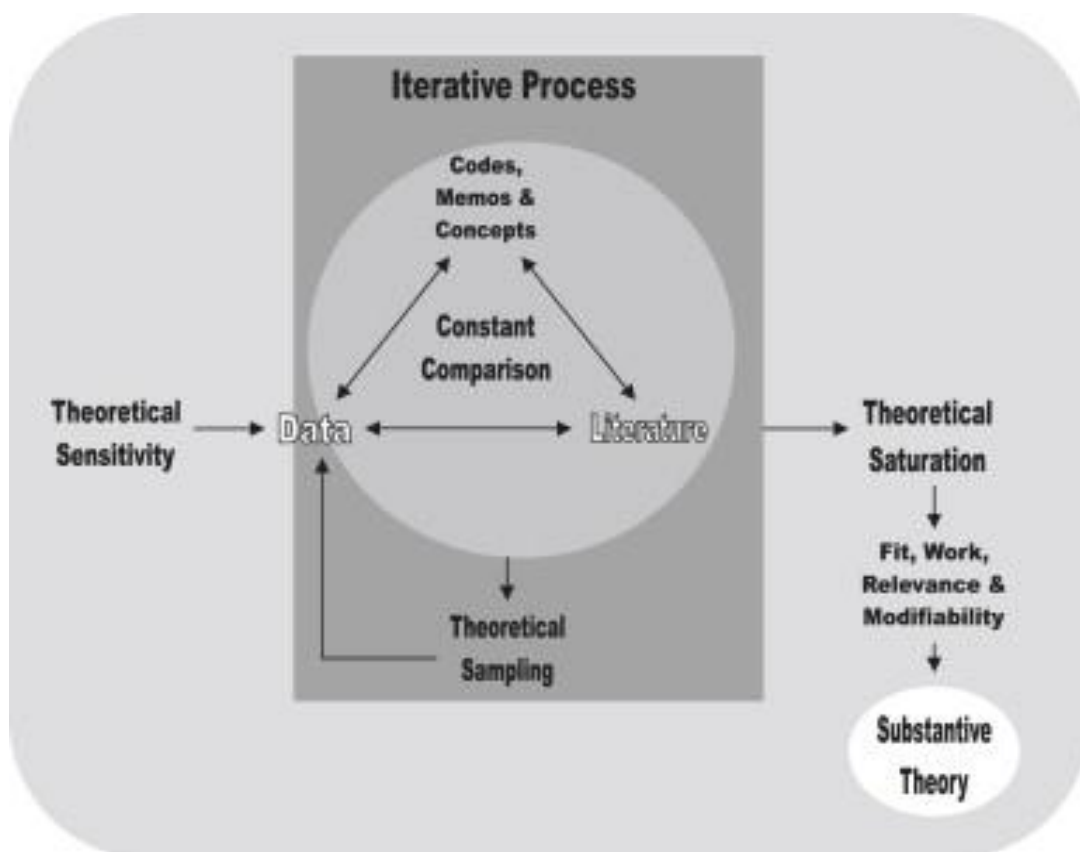 Iterative Process
Codes,
Memos &
Concepts
Constant
Comparison
Theoretical
Sensitivity
Data
Literature
Theoretical
Saturation
Fit, Work,
Relevance &
Modifiability
Theoretical
Sampling
Substantive
Theory